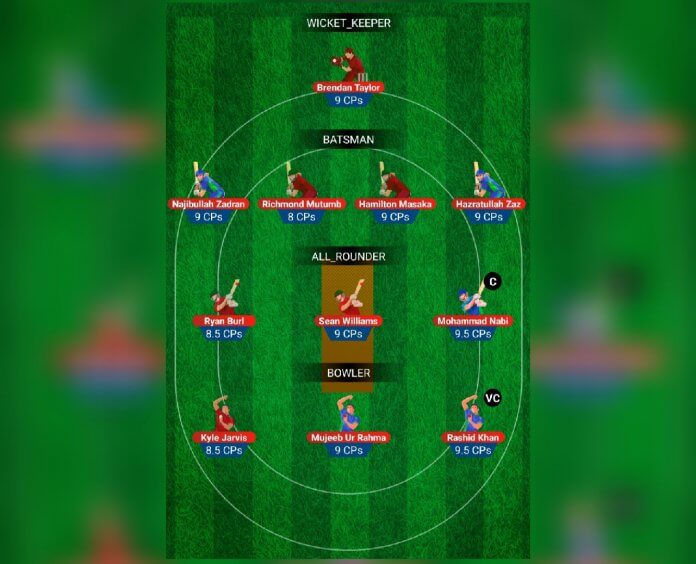 WICKET_KEEPER
Brendan Taylor
9 CPs
BATSMAN
Najibullah Zadran
9 CPs
Richmond Mutumb
8 CPs
Hamilton Masaka
9 CPs
Hazratullah Zaz
9 CPs
ALL_ROUNDER
C
Ryan Burl
8.5 CPs
Sean Williams
9 CPs
Mohammad Nabi
9.5 CPs
BOWLER
VC
Kyle Jarvis
8.5 CPs
Mujeeb Ur Rahma
9 CPs
Rashid Khan
9.5 CPs